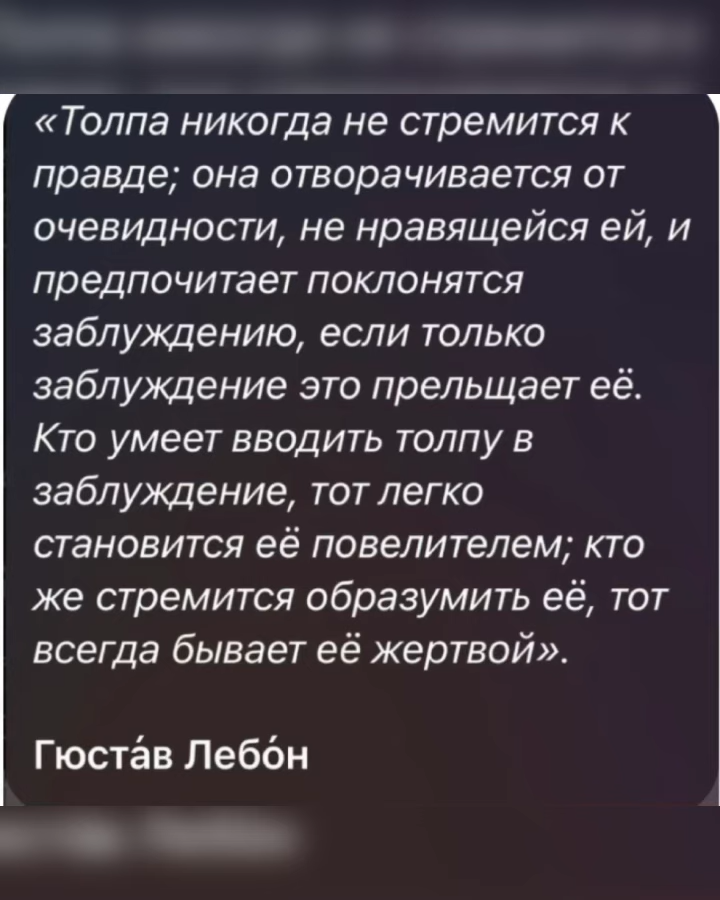 «Толпа никогда не стремится к
правде; она отворачивается от
очевидности, не нравящейся ей, и
предпочитает поклонятся
заблуждению, если только
заблуждение это прельщает её.
Кто умеет вводить толпу в
заблуждение, тот легко
становится её повелителем; кто
же стремится образумить её, тот
всегда бывает её жертвой».
Гюста́в Лебо́н